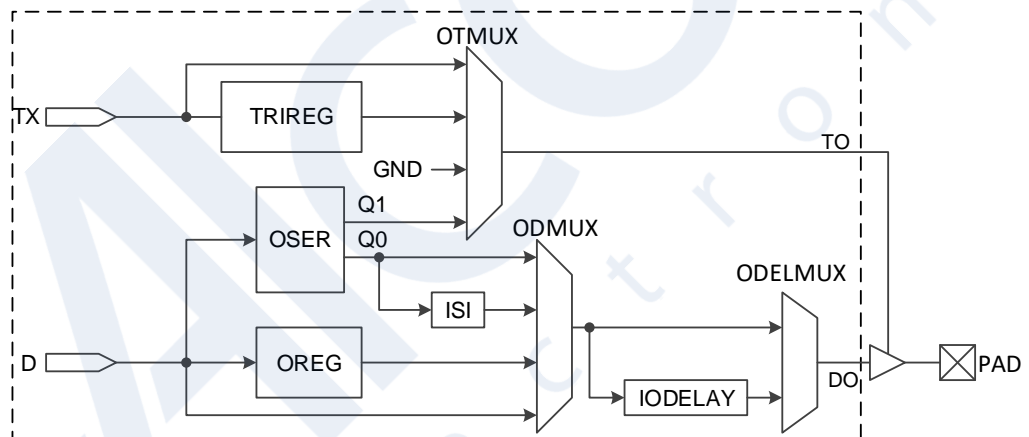 OTMUX
TX
TRIREG
TO
GND
Q1
OSER
Q0
ODMUX
ODELMUX
ISI
D
OREG
DO
PAD
IODELAY